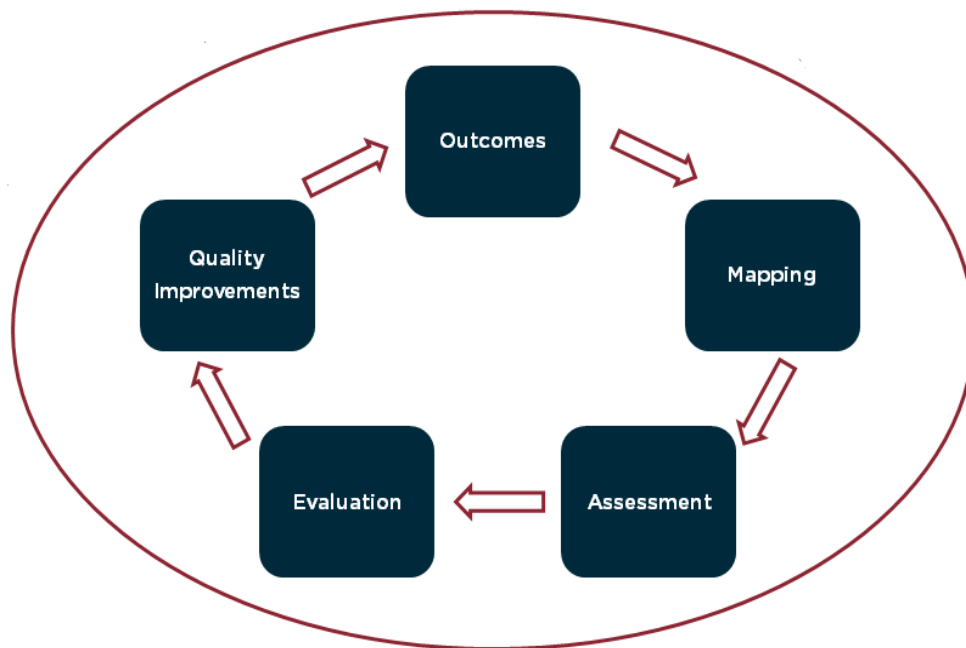 Outcomes
Mapping
Assessment
Evaluation
Quality
Improvements